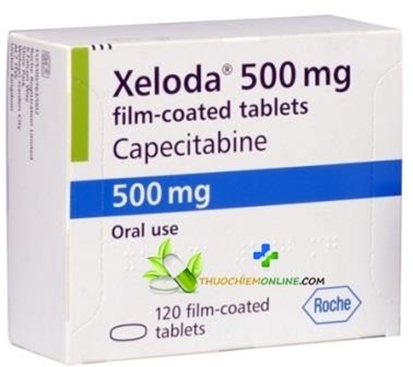 Xeloda® 500 mg
film-coated tablets
Capecitabine
500 mg
Oral use
THUOCHIEMONLINE.COM
120 film-coated
tablets
Roche